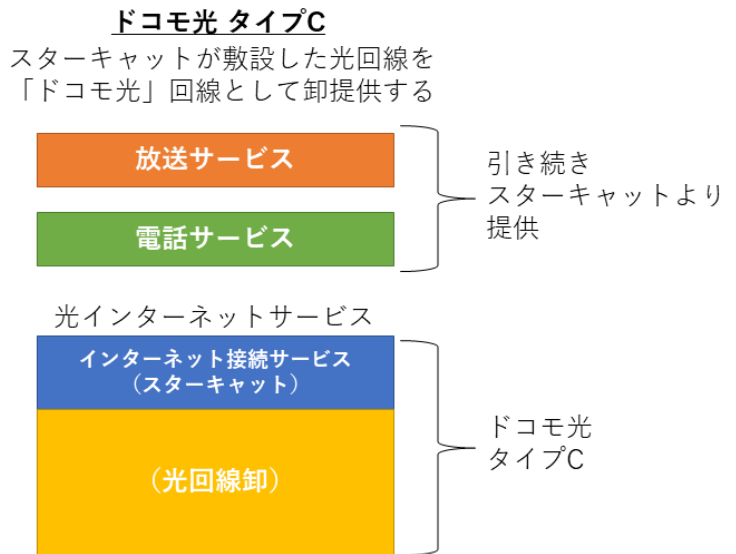 ドコモ光 タイプC
スターキャットが敷設した光回線を
「ドコモ光」回線として卸提供する
放送サービス
電話サービス
引き続き
スターキャットより
提供
光インターネットサービス
インターネット接続サービス
（スターキャット）
（光回線卸）
ドコモ光
タイプC